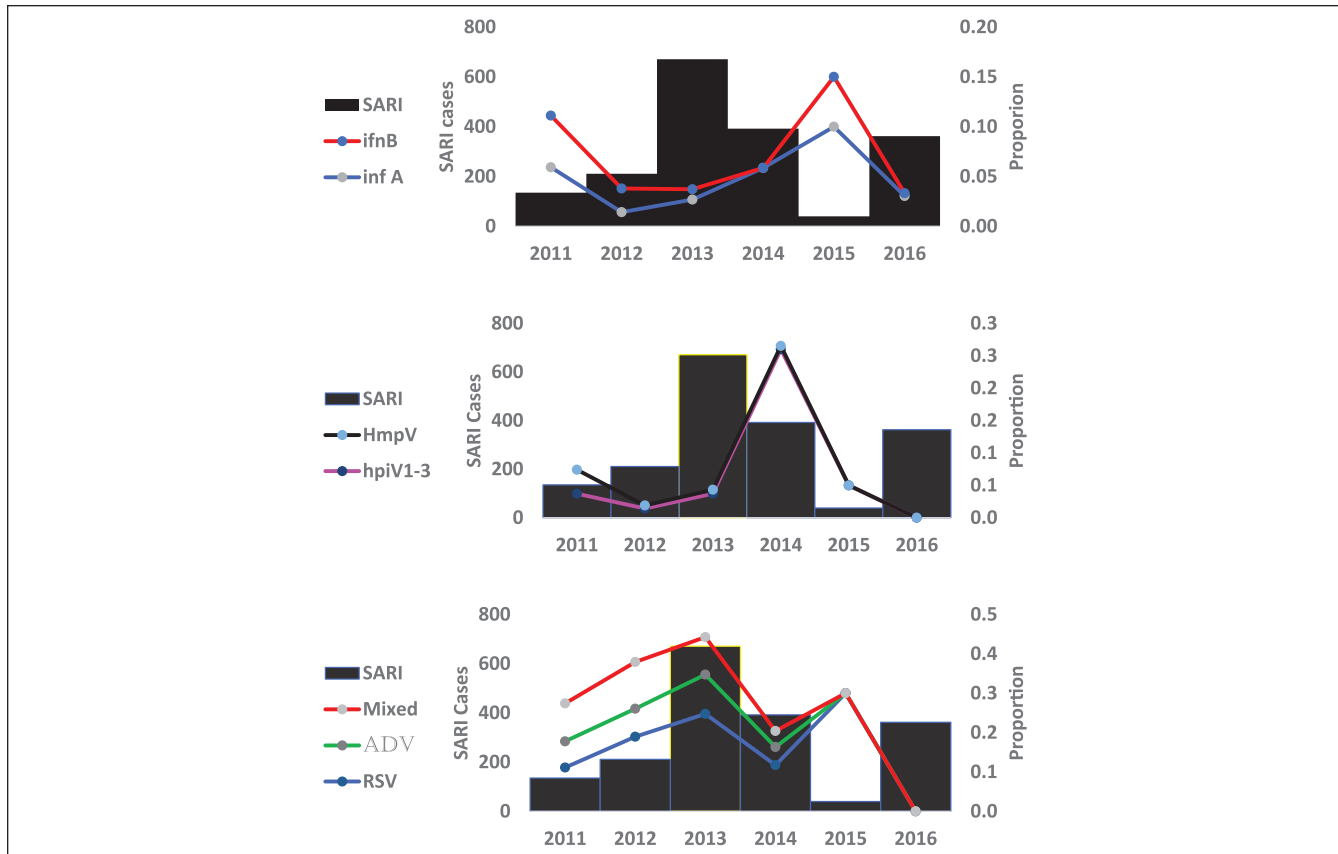 800
600
400
200
0
SARI cases
0.20
0.15
0.10
0.05
0.00
Proporion
SARI
ifnB
inf A
2011 2012 2013 2014 2015 2016
800
600
400
200
0
SARI Cases
0.3
0.3
0.2
0.2
0.1
0.1
0.0
Proportion
SARI
HmpV
hpiV1-3
2011 2012 2013 2014 2015 2016
800
600
400
200
0
SARI Cases
0.5
0.4
0.3
0.2
0.1
0.0
Proportion
SARI
Mixed
ADV
RSV
2011 2012 2013 2014 2015 2016